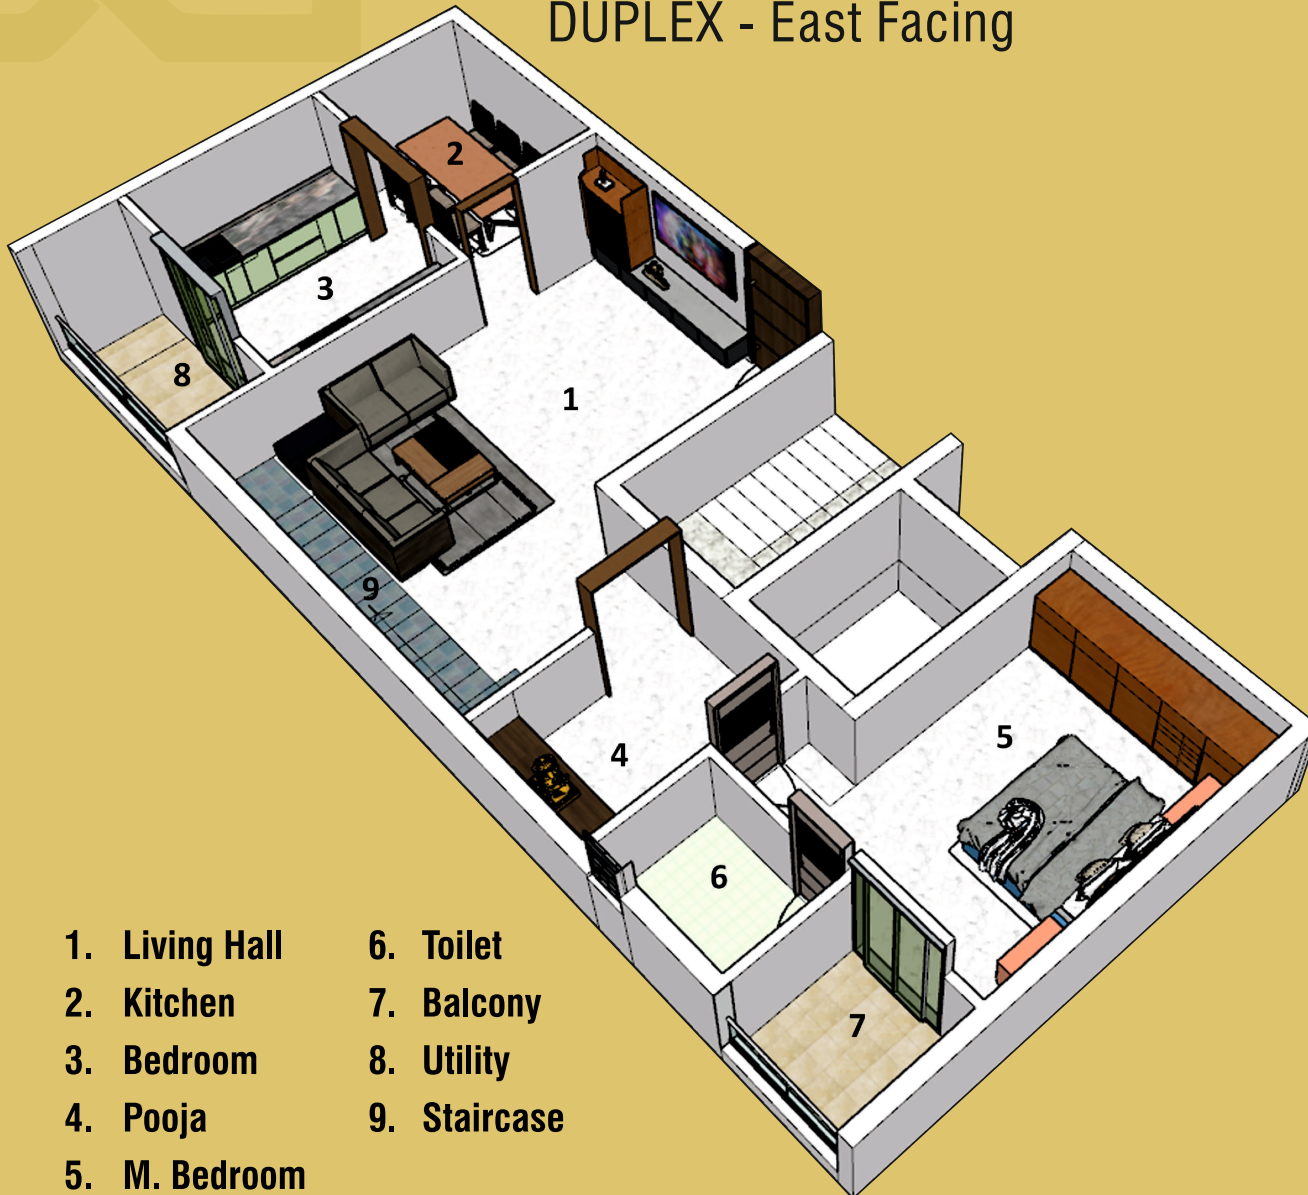 DUPLEX - East Facing
2
3
8
1
9
4
5
6
7
1. Living Hall
2. Kitchen
3. Bedroom
4. Pooja
5. M. Bedroom
6. Toilet
7. Balcony
8. Utility
9. Staircase